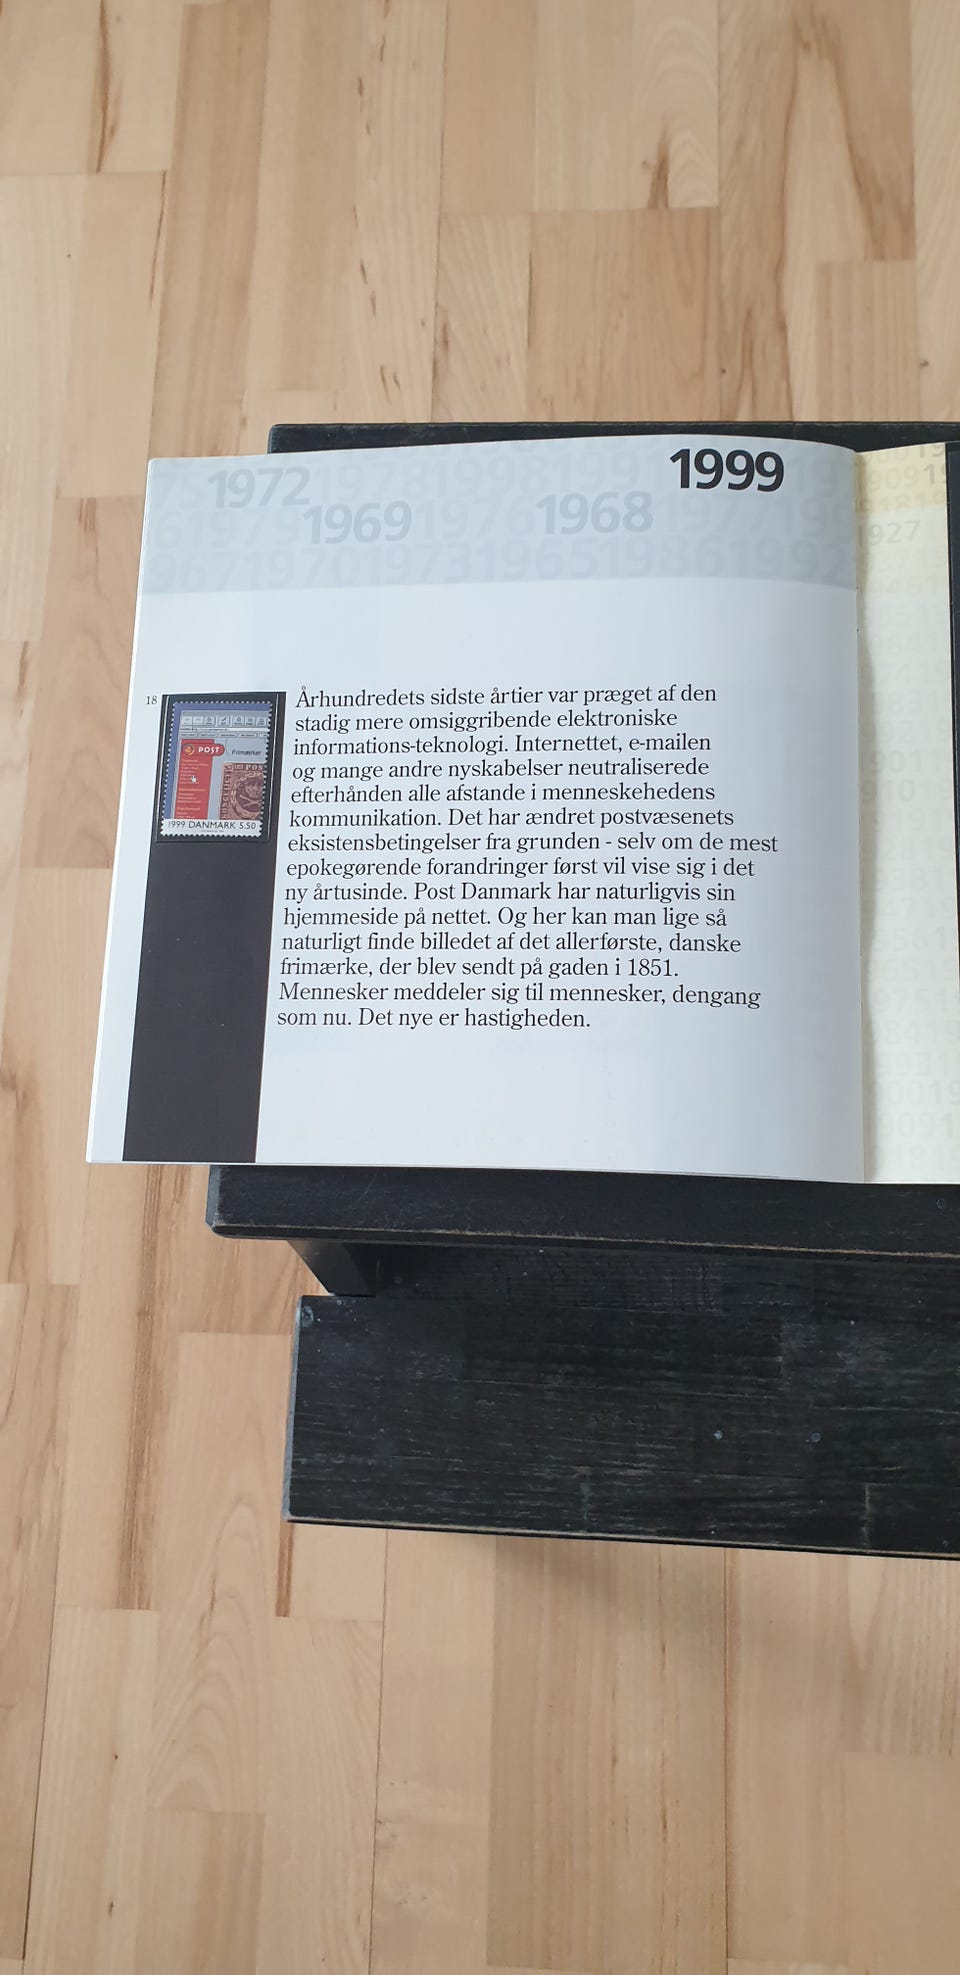 1999
1972
1969
1968
19701973196519861992
1927
18
POST
Frimærker
1999 DANMARK 5.50
Århundredets sidste årtier var præget af den
stadig mere omsiggribende elektroniske
informations-teknologi. Internettet, e-mailen
og mange andre nyskabelser neutraliserede
efterhånden alle afstande i menneskehedens
kommunikation. Det har ændret postvæsenets
eksistensbetingelser fra grunden - selv om de mest
epokegørende forandringer først vil vise sig i det
ny årtusinde. Post Danmark har naturligvis sin
hjemmeside på nettet. Og her kan man lige så
naturligt finde billedet af det allerførste, danske
frimærke, der blev sendt på gaden i 1851.
Mennesker meddeler sig til mennesker, dengang
som nu. Det nye er hastigheden.